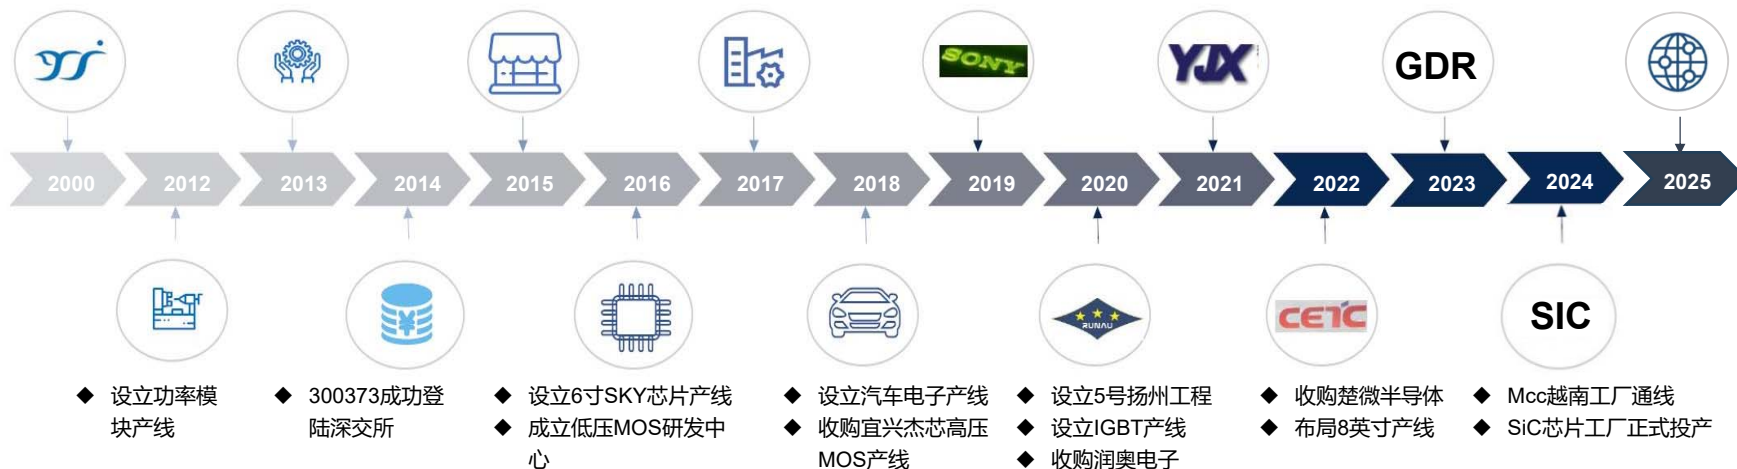 SONY
YJX
GDR
2000
2012
2013
2014
2015
2016
2017
2018
2019
2020
2021
2022
2023
2024
2025
¥
RUNAU
CETC
SIC
◆ 设立功率模
块产线
◆ 300373成功登
陆深交所
◆ 设立6寸SKY芯片产线
◆ 成立低压MOS研发中
心
◆ 设立汽车电子产线
◆ 收购宜兴杰芯高压
MOS产线
◆ 设立5号扬州工程
◆ 设立IGBT产线
◆ 收购润奥电子
◆ 收购楚微半导体
◆ 布局8英寸产线
◆ Mcc越南工厂通线
◆ SiC芯片工厂正式投产